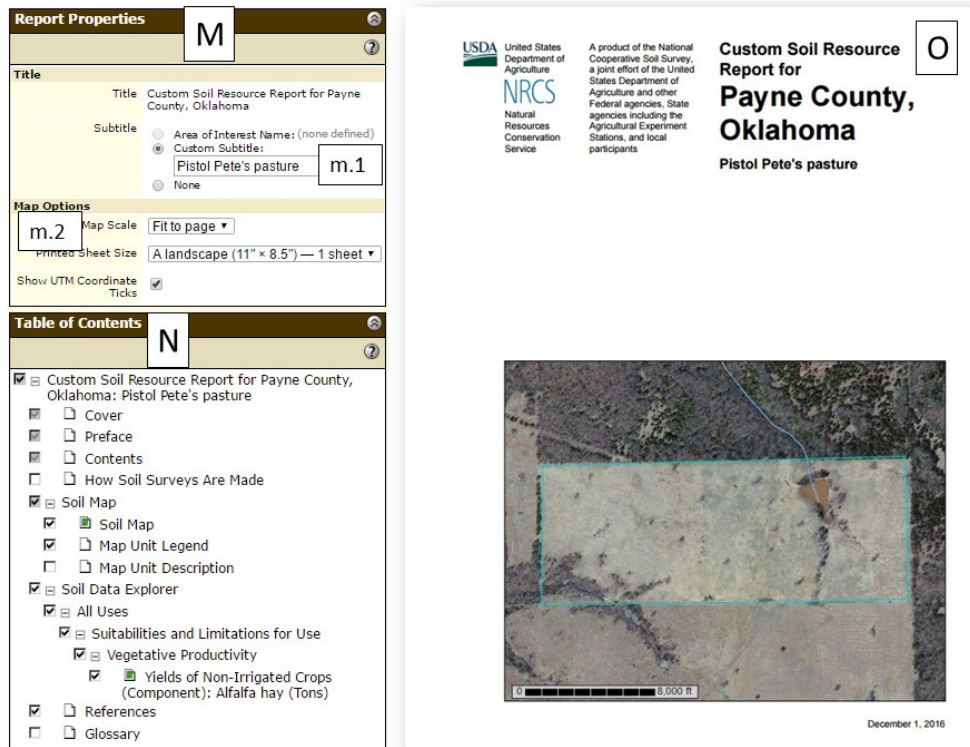 Report Properties
M
Title
Title Custom Soil Resource Report for Payne
County, Oklahoma
Subtitle
Area of Interest Name: (none defined)
Custom Subtitle:
Pistol Pete's pasture
m.1
None
Map Options
m.2
Map Scale Fit to page
Printed Sheet Size A landscape (11" × 8.5") — 1 sheet
Show UTM Coordinate
Ticks
Table of Contents
N
Custom Soil Resource Report for Payne County,
Oklahoma: Pistol Pete's pasture
Cover
Preface
Contents
How Soil Surveys Are Made
Soil Map
Soil Map
Map Unit Legend
Map Unit Description
Soil Data Explorer
All Uses
Suitabilities and Limitations for Use
Vegetative Productivity
Yields of Non-Irrigated Crops
(Component): Alfalfa hay (Tons)
References
Glossary
USDA
United States
Department of
Agriculture
NRCS
Natural
Resources
Conservation
Service
A product of the National
Cooperative Soil Survey,
a joint effort of the United
States Department of
Agriculture and other
Federal agencies, State
agencies including the
Agricultural Experiment
Stations, and local
participants
Custom Soil Resource
Report for
Payne County,
Oklahoma
Pistol Pete's pasture
O
0 8,000 ft
December 1, 2016